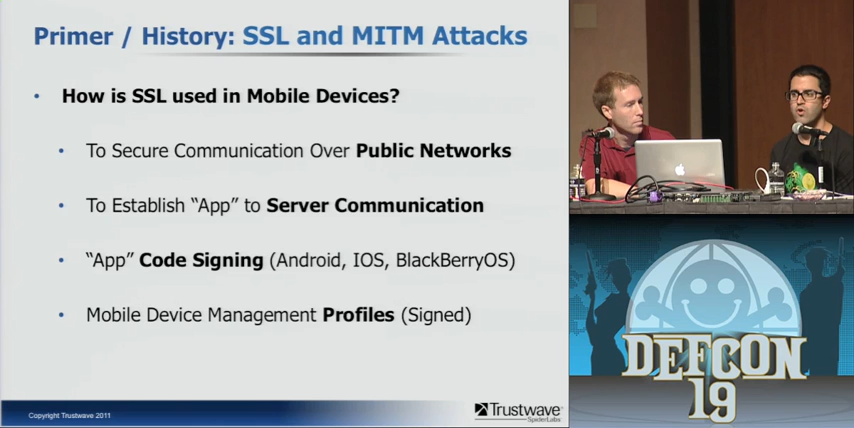 Primer / History: SSL and MITM Attacks
• How is SSL used in Mobile Devices?
• To Secure Communication Over Public Networks
• To Establish “App” to Server Communication
• “App” Code Signing (Android, IOS, BlackBerryOS)
• Mobile Device Management Profiles (Signed)
Copyright Trustwave 2011
Trustwave®
SpiderLabs
DEFCON
19